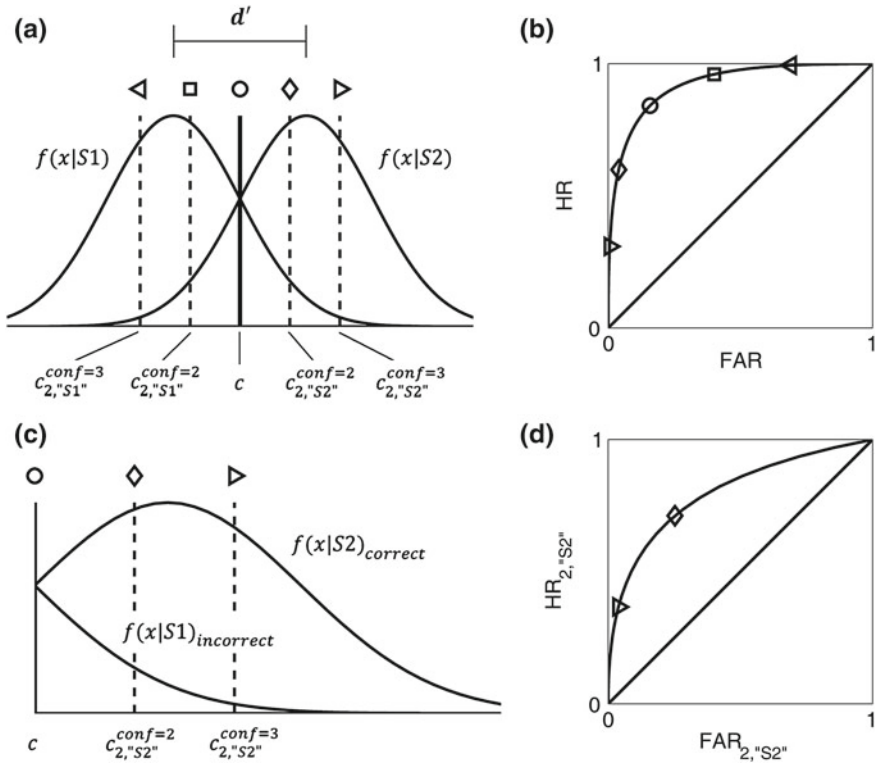 (a)
d′
f(x|S1)
f(x|S2)
c_{2,"S1"}^{conf=3} c_{2,"S1"}^{conf=2} c c_{2,"S2"}^{conf=2} c_{2,"S2"}^{conf=3}
(b)
1
HR
0
0 1
FAR
(c)
f(x|S2)_{correct}
f(x|S1)_{incorrect}
c c_{2,"S2"}^{conf=2} c_{2,"S2"}^{conf=3}
(d)
1
HR_{2,"S2"}
0
0 1
FAR_{2,"S2"}